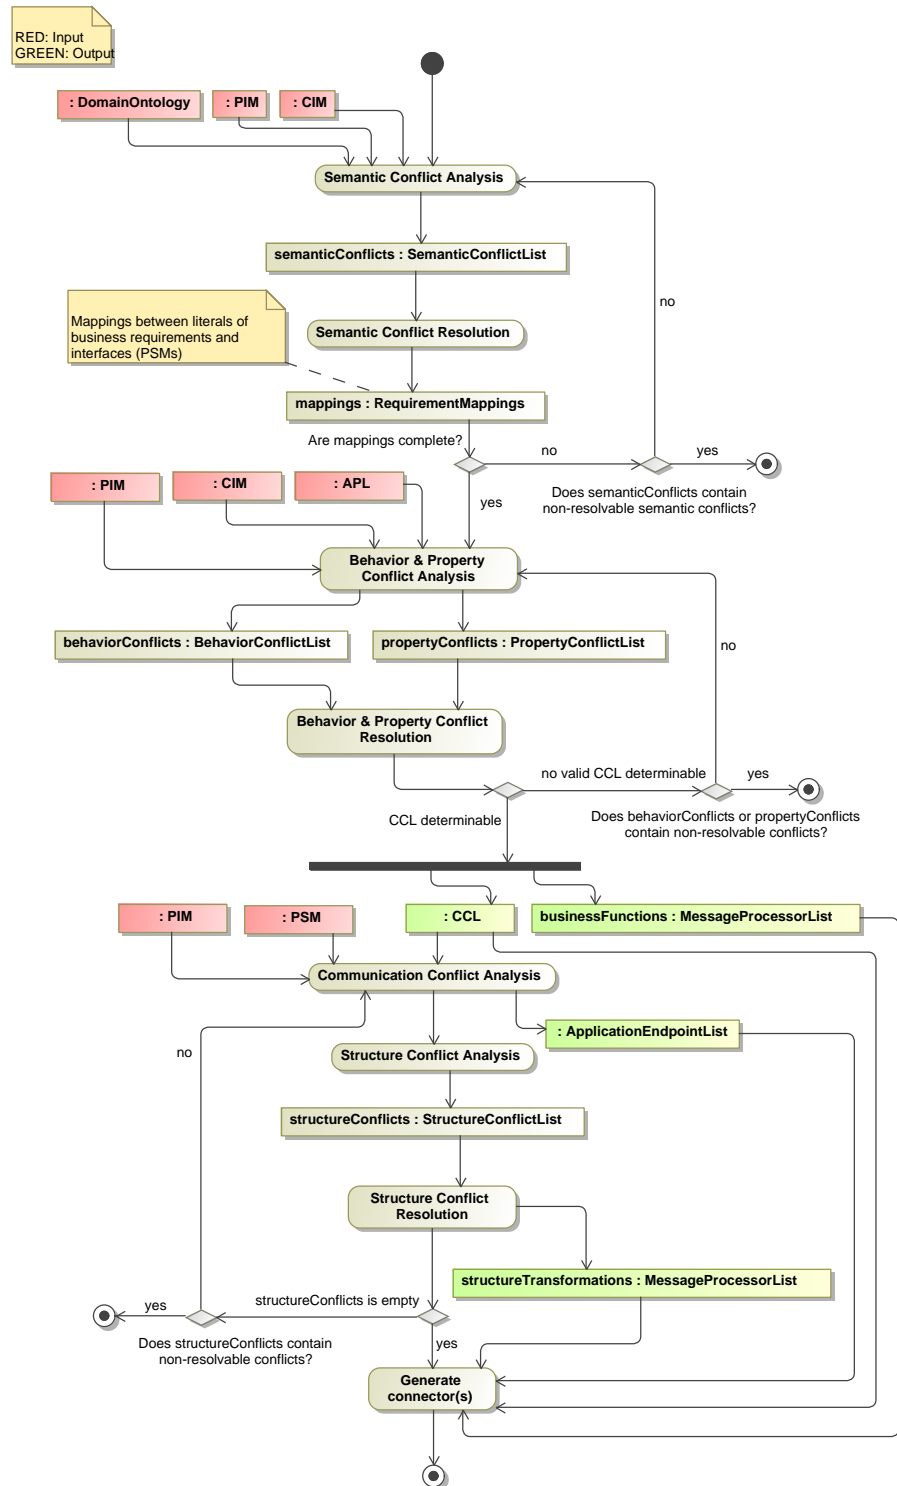 RED: Input
GREEN: Output
: DomainOntology
: PIM
: CIM
Semantic Conflict Analysis
semanticConflicts : SemanticConflictList
no
Mappings between literals of
business requirements and
interfaces (PSMs)
Semantic Conflict Resolution
mappings : RequirementMappings
Are mappings complete?
no
yes
: PIM
: CIM
: APL
yes
Does semanticConflicts contain
non-resolvable semantic conflicts?
Behavior & Property
Conflict Analysis
behaviorConflicts : BehaviorConflictList
propertyConflicts : PropertyConflictList
no
Behavior & Property Conflict
Resolution
no valid CCL determinable
yes
CCL determinable
Does behaviorConflicts or propertyConflicts
contain non-resolvable conflicts?
: PIM
: PSM
: CCL
businessFunctions : MessageProcessorList
Communication Conflict Analysis
: ApplicationEndpointList
no
Structure Conflict Analysis
structureConflicts : StructureConflictList
Structure Conflict
Resolution
structureTransformations : MessageProcessorList
yes
structureConflicts is empty
Does structureConflicts contain
non-resolvable conflicts?
yes
Generate
connector(s)